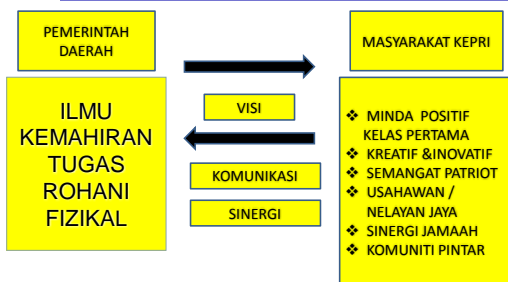 PEMERINTAH
DAERAH
ILMU
KEMAHIRAN
TUGAS
ROHANI
FIZIKAL
VISI
KOMUNIKASI
SINERGI
MASYARAKAT KEPRI
❖ MINDA POSITIF
KELAS PERTAMA
❖ KREATIF &INOVATIF
❖ SEMANGAT PATRIOT
❖ USAHAWAN /
NELAYAN JAYA
❖ SINERGI JAMAAH
❖ KOMUNITI PINTAR